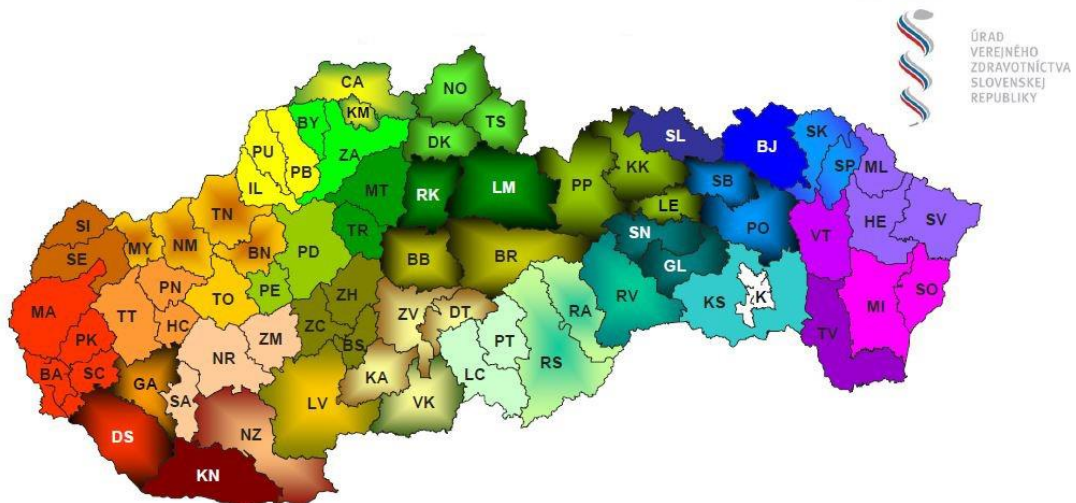 ÚRAD
VEREJNÉHO
ZDRAVOTNÍCTVA
SLOVENSKEJ
REPUBLIKY
CA
NO
KM
TS
BY
DK
SL
BJ
SK
PU
ZA
KK
SP
ML
IL
PB
MT
RK
LM
PP
SB
LE
SI
TN
TR
SN
PO
VT
HE
SV
MY
NM
BN
PD
BB
BR
SE
GL
PN
TO
PE
ZH
RV
KS
K
MI
SO
MA
TT
HC
ZM
ZC
ZV
DT
RA
PK
NR
BS
PT
TV
BA
SC
GA
SA
LV
KA
LC
RS
VK
DS
NZ
KN